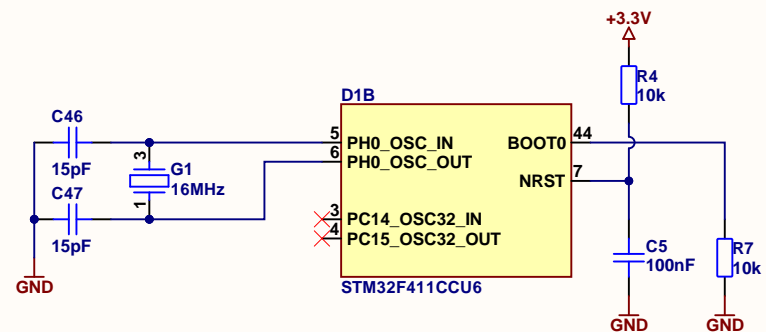 +3.3V
R4
10k
D1B
C46
15pF
3
G1
16MHz
1
C47
15pF
GND
5
PH0_OSC_IN
6
PH0_OSC_OUT
3
PC14_OSC32_IN
4
PC15_OSC32_OUT
BOOT0
44
NRST
7
STM32F411CCU6
C5
100nF
GND
R7
10k
GND